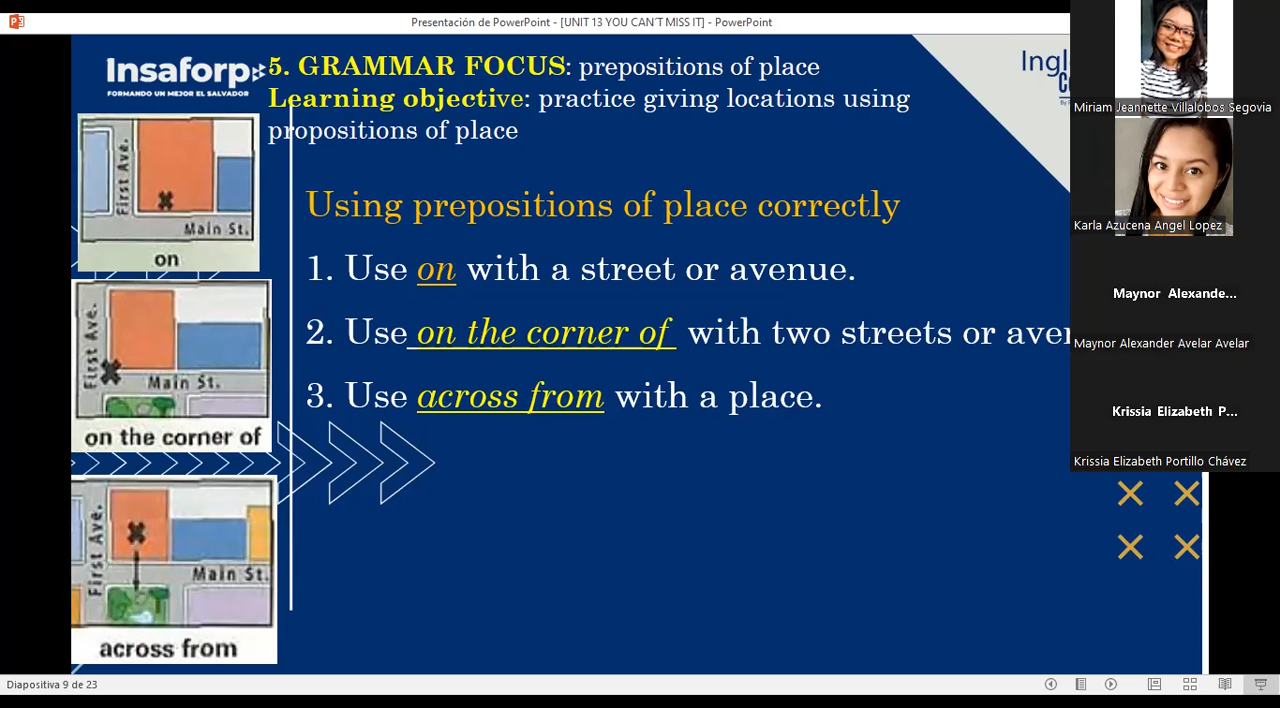 Presentación de PowerPoint - [UNIT 13 YOU CAN´T MISS IT] - PowerPoint
Insaforp
FORMANDO UN MEJOR EL SALVADOR
5. GRAMMAR FOCUS: prepositions of place
Learning objective: practice giving locations using
propositions of place
Using prepositions of place correctly
1. Use on with a street or avenue.
2. Use on the corner of with two streets or aven
3. Use across from with a place.
First Ave.
Main St.
on
First Ave.
Main St.
on the corner of
First Ave.
Main St.
across from
Miriam Jeannette Villalobos Segovia
Karla Azucena Angel Lopez
Maynor Alexande...
Maynor Alexander Avelar Avelar
Krissia Elizabeth P...
Krissia Elizabeth Portillo Chávez
Diapositiva 9 de 23